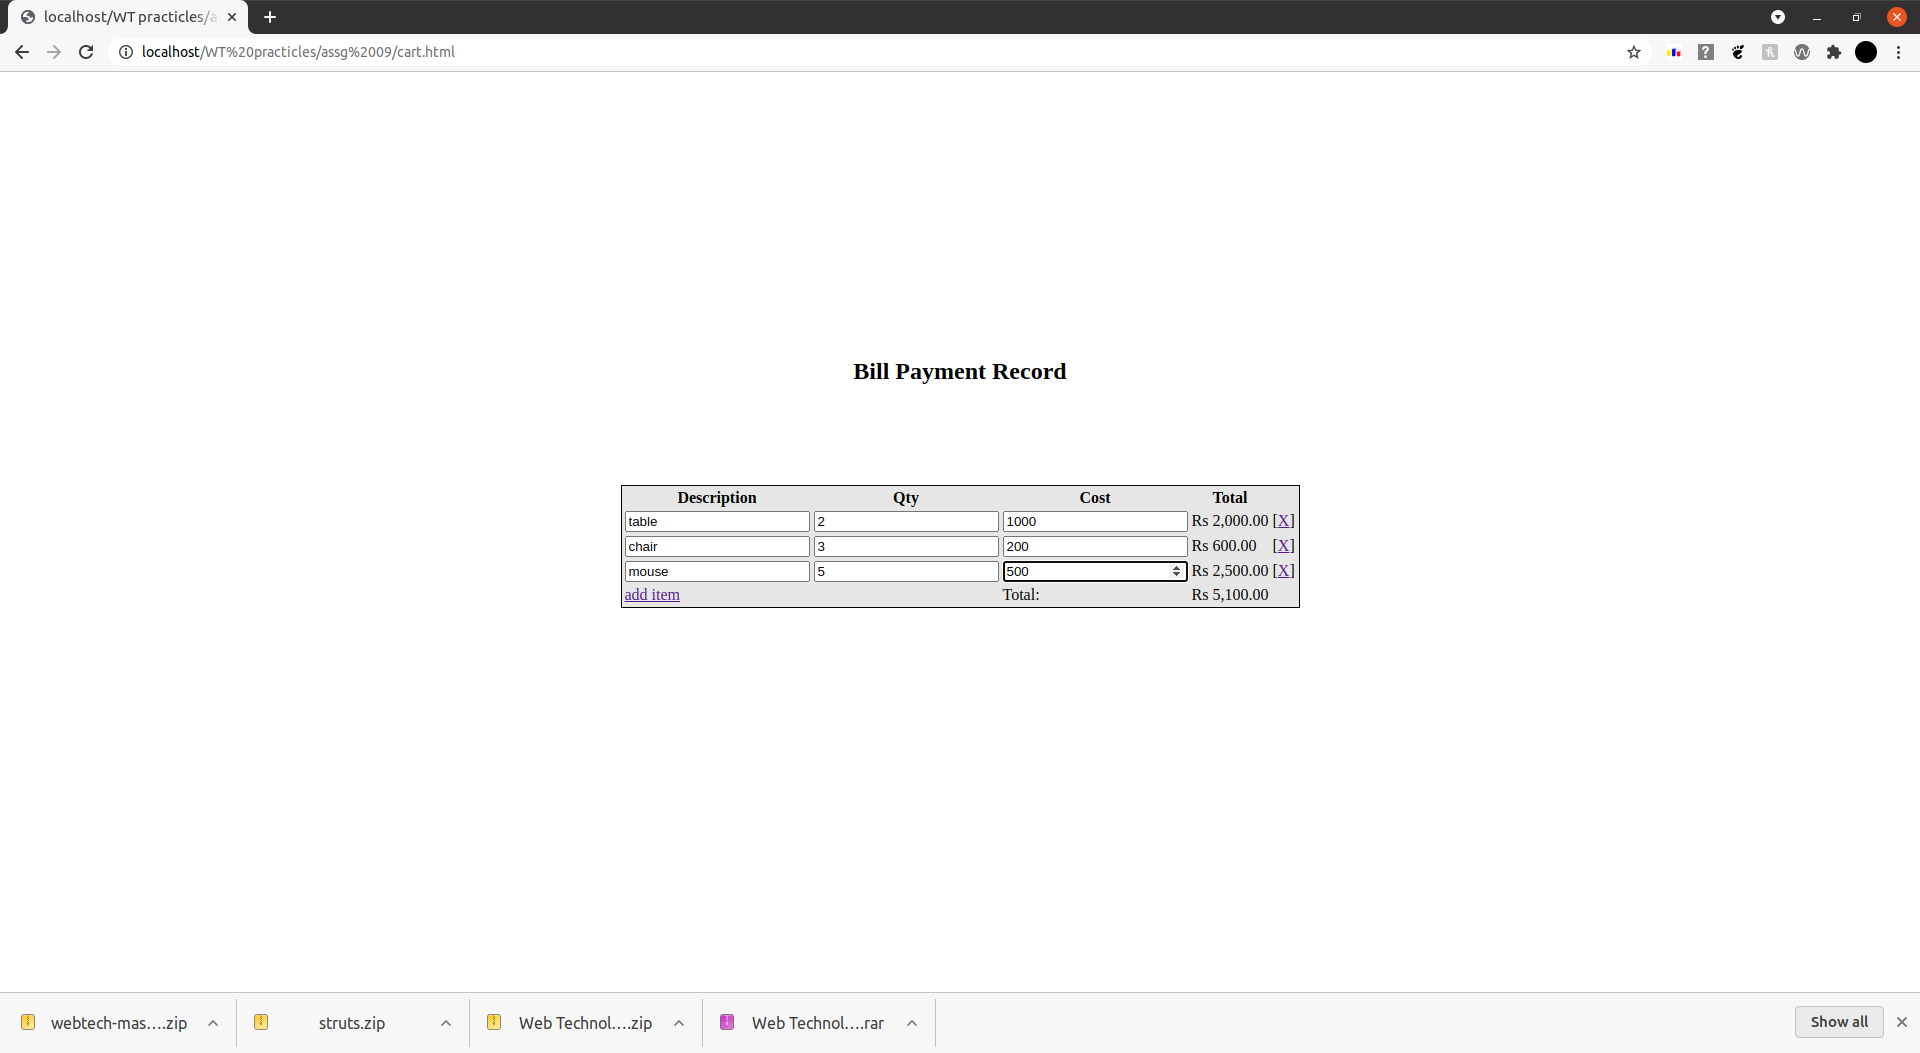 localhost/WT practicles/a
localhost/WT%20practicles/assg%2009/cart.html
Bill Payment Record
Description Qty Cost Total
table 2 1000 Rs 2,000.00 [X]
chair 3 200 Rs 600.00 [X]
mouse 5 500 Rs 2,500.00 [X]
add item Total: Rs 5,100.00
webtech-mas....zip struts.zip Web Technol....zip Web Technol....rar Show all